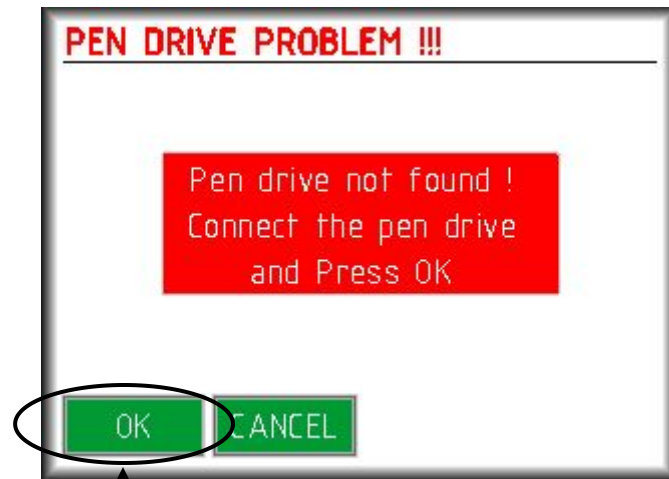 PEN DRIVE PROBLEM !!!
Pen drive not found !
Connect the pen drive
and Press OK
OK
CANCEL